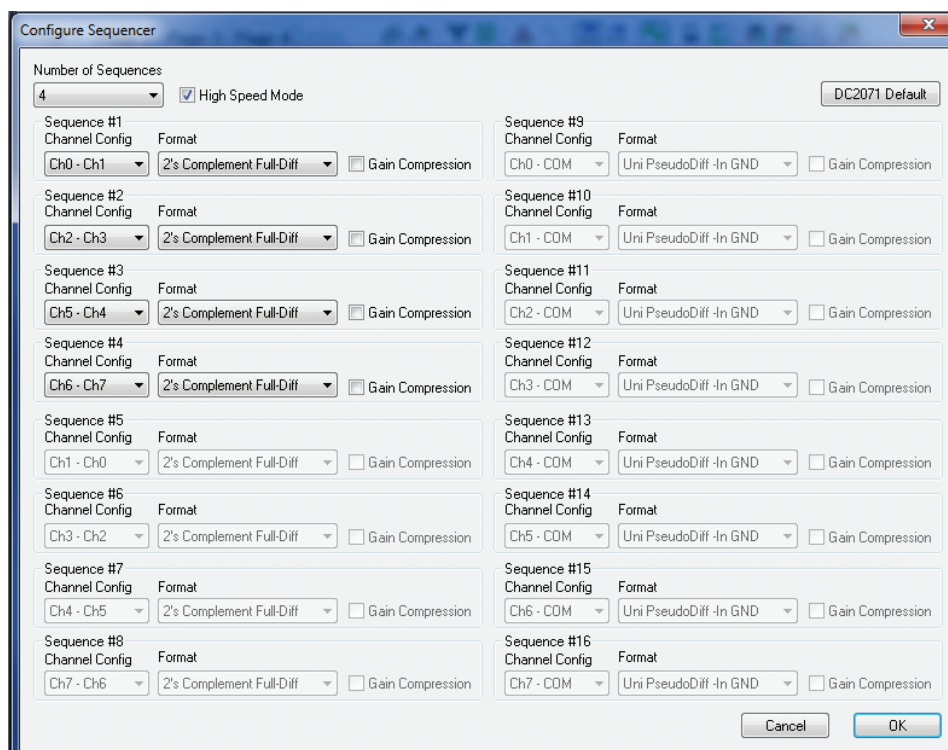 Configure Sequencer
Number of Sequences
4 High Speed Mode DC2071 Default
Sequence #1
Channel Config Format
Ch0 - Ch1 2's Complement Full-Diff Gain Compression
Sequence #2
Channel Config Format
Ch2 - Ch3 2's Complement Full-Diff Gain Compression
Sequence #3
Channel Config Format
Ch5 - Ch4 2's Complement Full-Diff Gain Compression
Sequence #4
Channel Config Format
Ch6 - Ch7 2's Complement Full-Diff Gain Compression
Sequence #5
Channel Config Format
Ch1 - Ch0 2's Complement Full-Diff Gain Compression
Sequence #6
Channel Config Format
Ch3 - Ch2 2's Complement Full-Diff Gain Compression
Sequence #7
Channel Config Format
Ch4 - Ch5 2's Complement Full-Diff Gain Compression
Sequence #8
Channel Config Format
Ch7 - Ch6 2's Complement Full-Diff Gain Compression
Sequence #9
Channel Config Format
Ch0 - COM Uni PseudoDiff -In GND Gain Compression
Sequence #10
Channel Config Format
Ch1 - COM Uni PseudoDiff -In GND Gain Compression
Sequence #11
Channel Config Format
Ch2 - COM Uni PseudoDiff -In GND Gain Compression
Sequence #12
Channel Config Format
Ch3 - COM Uni PseudoDiff -In GND Gain Compression
Sequence #13
Channel Config Format
Ch4 - COM Uni PseudoDiff -In GND Gain Compression
Sequence #14
Channel Config Format
Ch5 - COM Uni PseudoDiff -In GND Gain Compression
Sequence #15
Channel Config Format
Ch6 - COM Uni PseudoDiff -In GND Gain Compression
Sequence #16
Channel Config Format
Ch7 - COM Uni PseudoDiff -In GND Gain Compression
Cancel OK